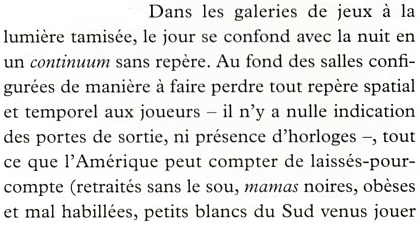 Dans les galeries de jeux à la
lumière tamisée, le jour se confond avec la nuit en
un continuum sans repère. Au fond des salles confi-
gurées de manière à faire perdre tout repère spatial
et temporel aux joueurs – il n’y a nulle indication
des portes de sortie, ni présence d’horloges –, tout
ce que l’Amérique peut compter de laissés-pour-
compte (retraités sans le sou, mamas noires, obèses
et mal habillées, petits blancs du Sud venus jouer